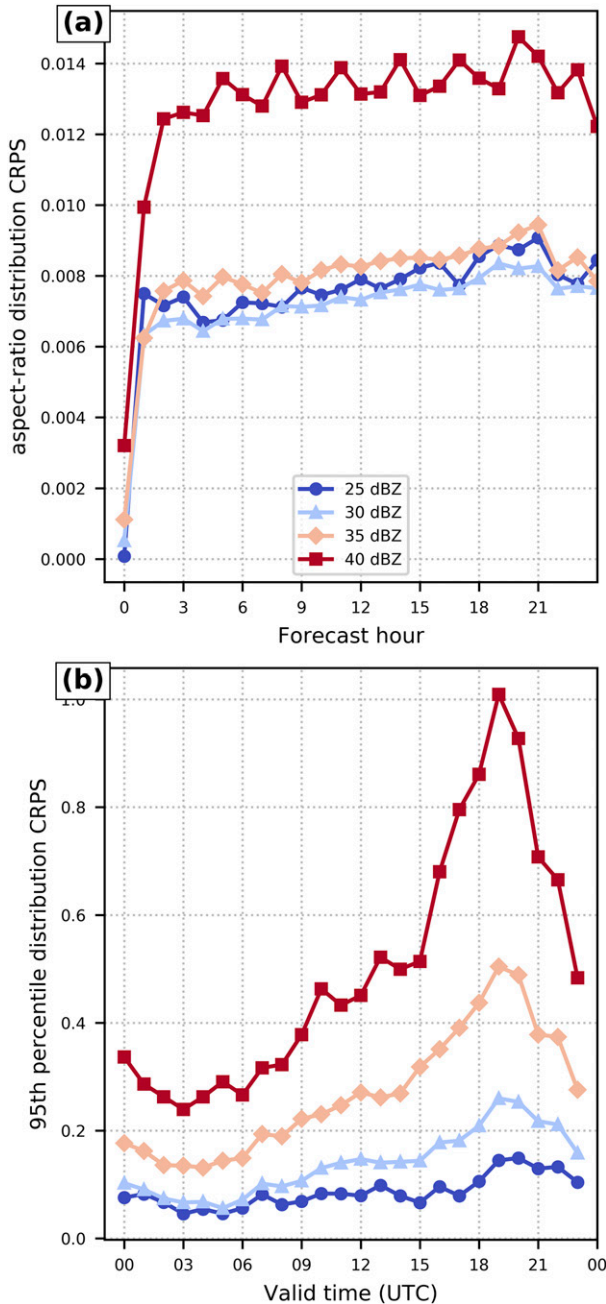 (a)
aspect-ratio distribution CRPS
0.014
0.012
0.010
0.008
0.006
0.004
0.002
0.000
25 dBZ
30 dBZ
35 dBZ
40 dBZ
0 3 6 9 12 15 18 21
Forecast hour
(b)
95th percentile distribution CRPS
1.0
0.8
0.6
0.4
0.2
0.0
00 03 06 09 12 15 18 21 00
Valid time (UTC)